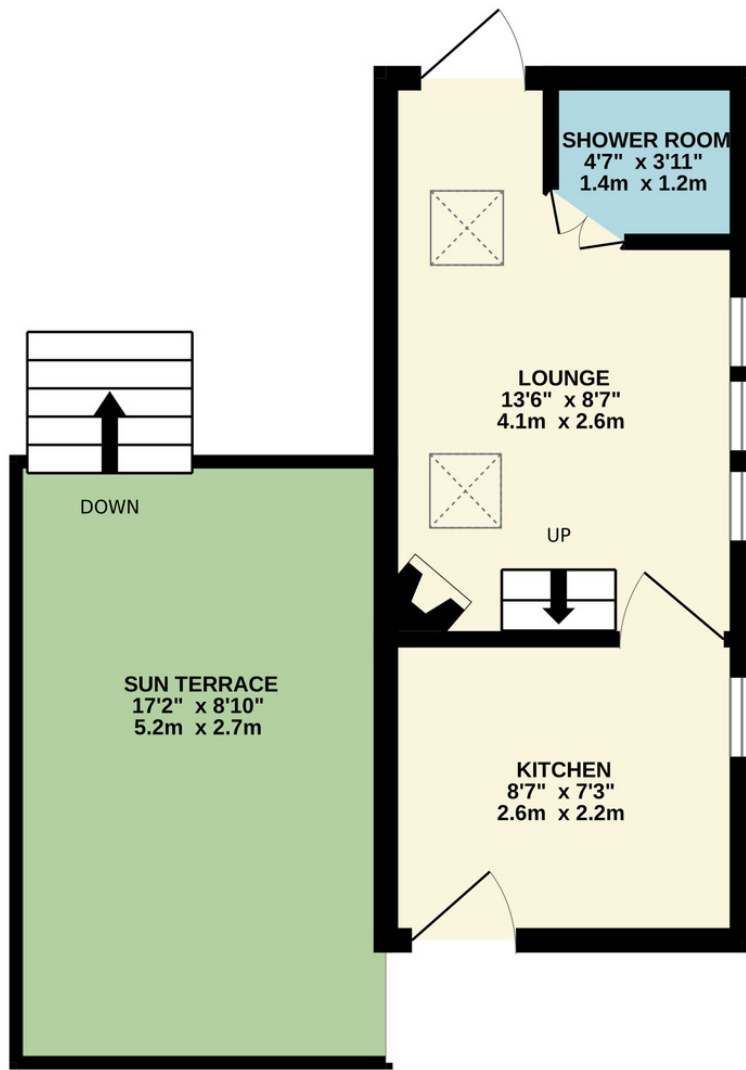 SHOWER ROOM
4'7" x 3'11"
1.4m x 1.2m
LOUNGE
13'6" x 8'7"
4.1m x 2.6m
DOWN
UP
SUN TERRACE
17'2" x 8'10"
5.2m x 2.7m
KITCHEN
8'7" x 7'3"
2.6m x 2.2m